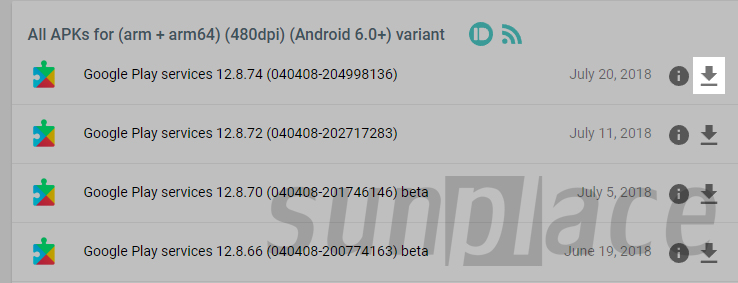 All APKs for (arm + arm64) (480dpi) (Android 6.0+) variant
Google Play services 12.8.74 (040408-204998136) July 20, 2018
Google Play services 12.8.72 (040408-202717283) July 11, 2018
Google Play services 12.8.70 (040408-201746146) beta July 5, 2018
Google Play services 12.8.66 (040408-200774163) beta June 19, 2018
sunplace